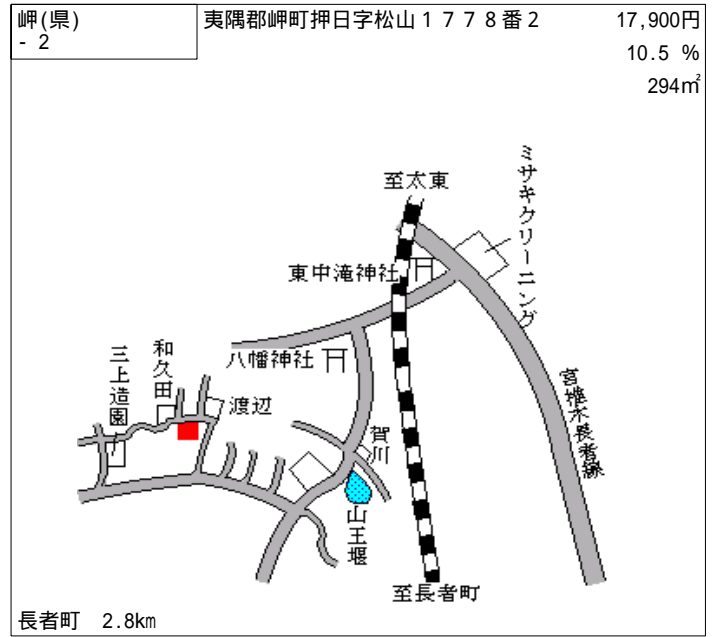 岬(県)
- 2
夷隅郡岬町押日字松山１７７８番２
17,900円
10.5 %
294㎡
至太東
ミサキクリーニング
東中滝神社
八幡神社
三上造園
和久田
渡辺
賀川
山王堰
宮椎木長者線
至長者町
長者町 2.8km